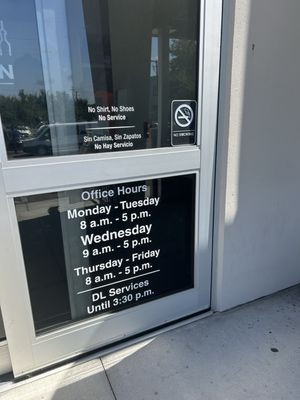 N
No Shirt, No Shoes
No Service
Sin Camisa, Sin Zapatos
No Hay Servicio
NO SMOKING
Office Hours
Monday - Tuesday
8 a.m. - 5 p.m.
Wednesday
9 a.m. - 5 p.m.
Thursday - Friday
8 a.m. - 5 p.m.
DL Services
Until 3:30 p.m.